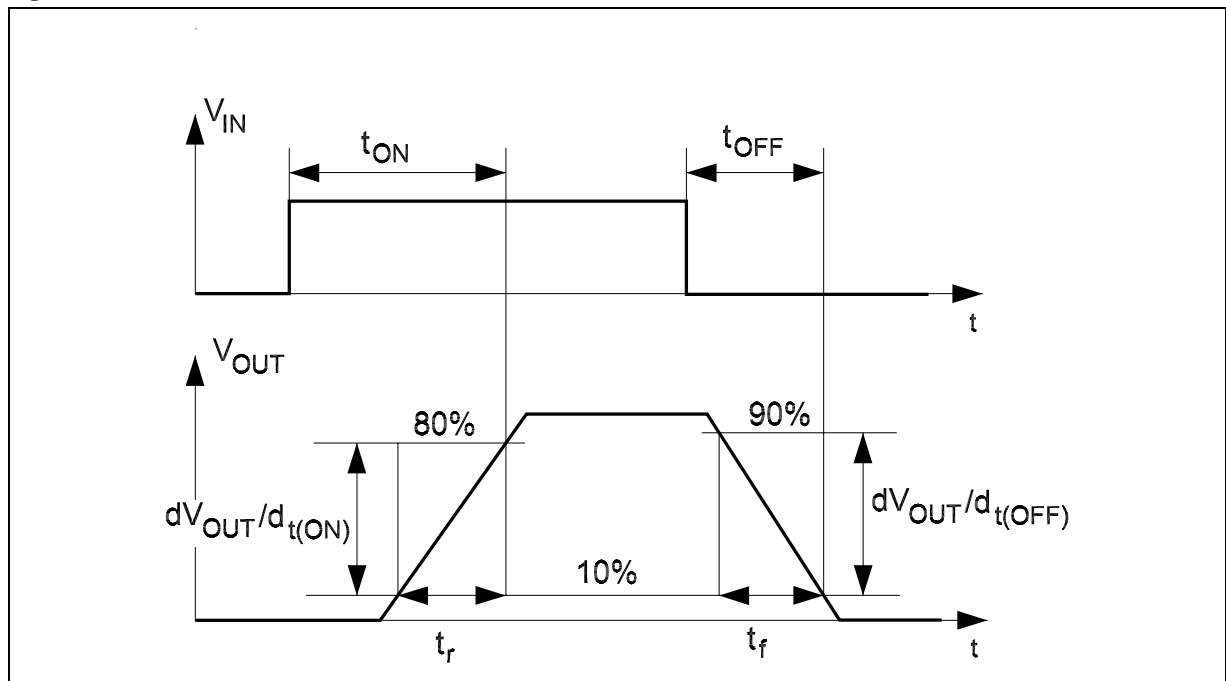 V_IN
t_ON
t_OFF
t
V_OUT
80%
90%
dV_OUT/d_t(ON)
dV_OUT/d_t(OFF)
10%
t_r
t_f
t